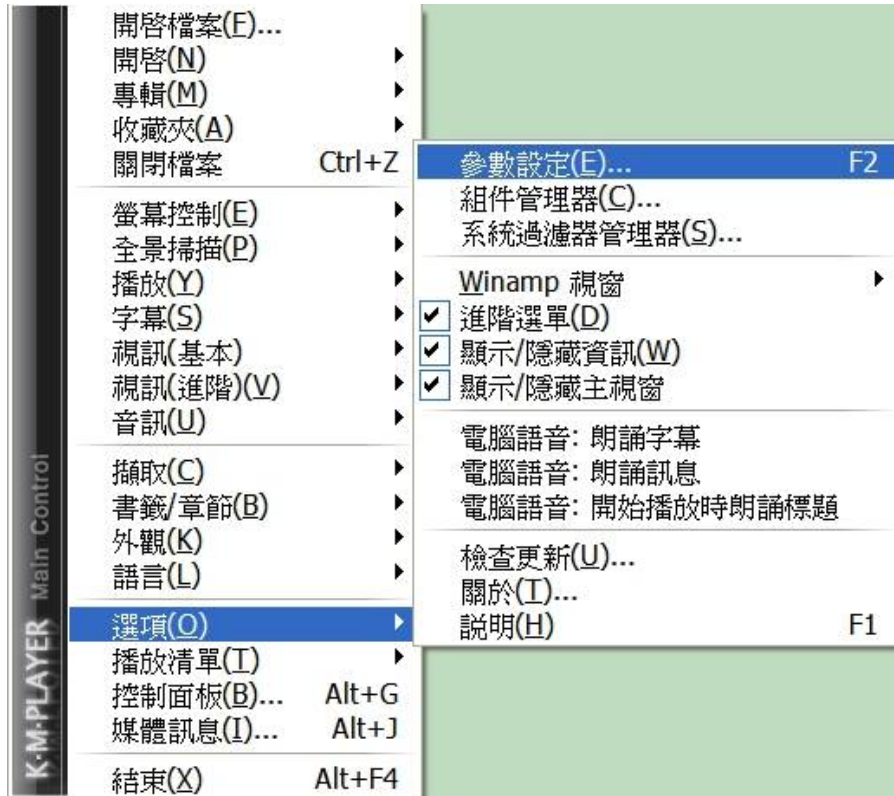 開啓檔案(F)...
開啓(N)
專輯(M)
收藏夾(A)
關閉檔案 Ctrl+Z
螢幕控制(E)
全景掃描(P)
播放(Y)
字幕(S)
視訊(基本)
視訊(進階)(V)
音訊(U)
擷取(C)
書籤/章節(B)
外觀(K)
語言(L)
選項(O)
播放清單(T)
控制面板(B)... Alt+G
媒體訊息(I)... Alt+J
結束(X) Alt+F4
參數設定(E)... F2
組件管理器(C)...
系統過濾器管理器(S)...
Winamp 視窗
進階選單(D)
顯示/隱藏資訊(W)
顯示/隱藏主視窗
電腦語音: 朗誦字幕
電腦語音: 朗誦訊息
電腦語音: 開始播放時朗誦標題
檢查更新(U)...
關於(T)...
説明(H) F1
K·M·PLAYER Main Control